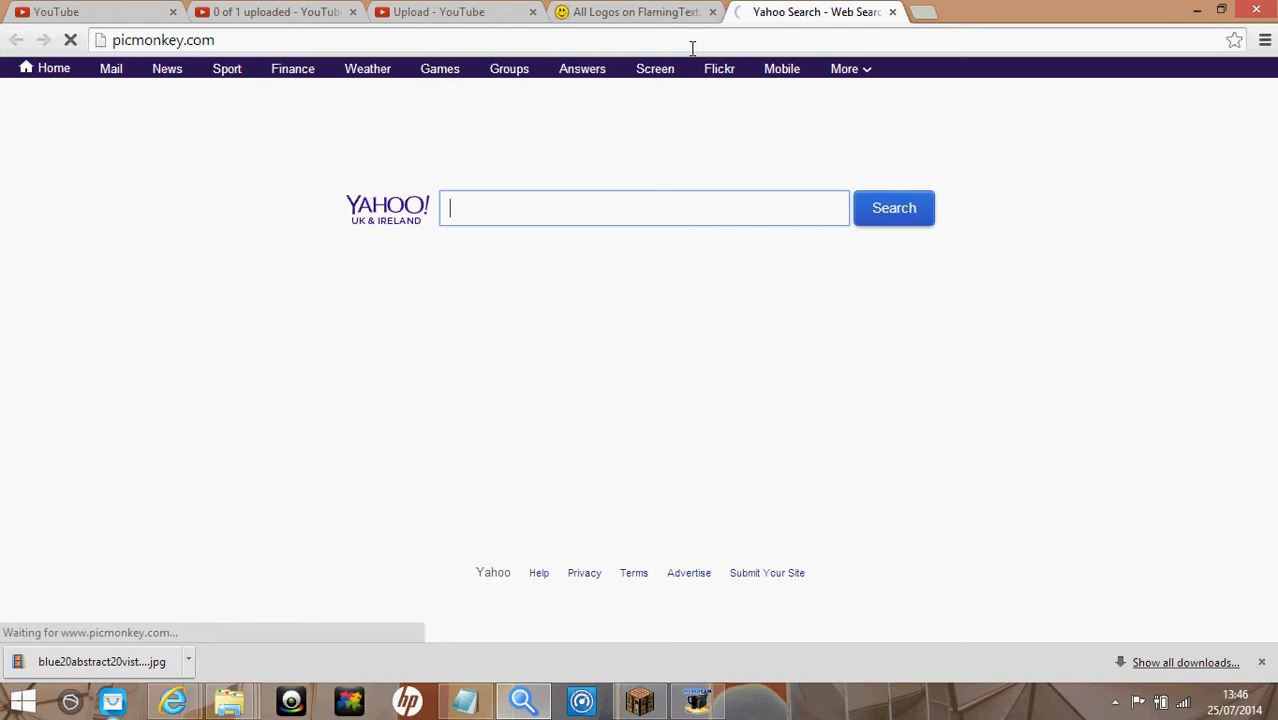 YouTube
0 of 1 uploaded - YouTube
Upload - YouTube
All Logos on FlamingText.
Yahoo Search - Web Searc
picmonkey.com
Home Mail News Sport Finance Weather Games Groups Answers Screen Flickr Mobile More
YAHOO!
UK & IRELAND
Search
Yahoo Help Privacy Terms Advertise Submit Your Site
Waiting for www.picmonkey.com...
blue20abstract20vist....jpg
Show all downloads...
hp
13:46
25/07/2014